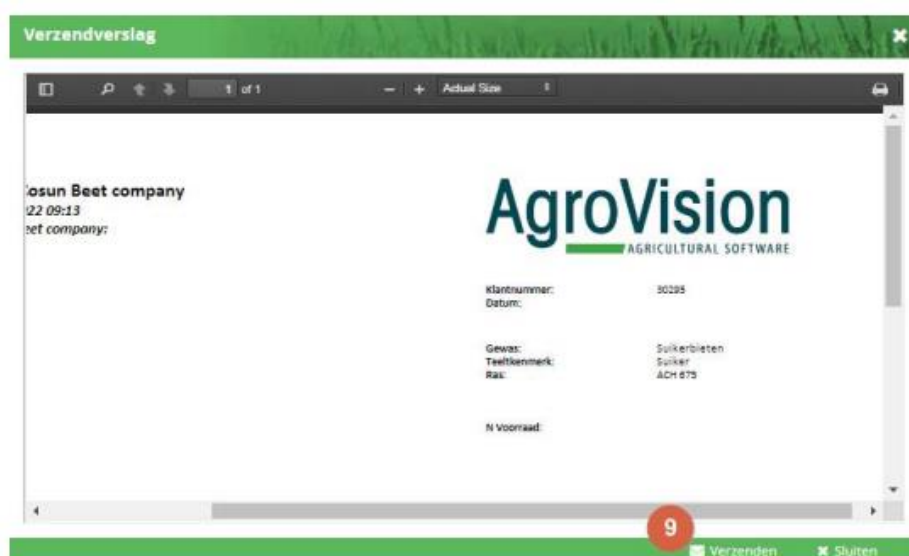 Verzendverslag
1 of 1
Actual Size
osun Beet company
22 09:13
eet company:
AgroVision
AGRICULTURAL SOFTWARE
Klantnummer: 30295
Datum:
Gewas: Suikerbieten
Teeltkenmerk: Suiker
Ras: ACH 675
N Voorraad:
9
Verzenden Sluiten